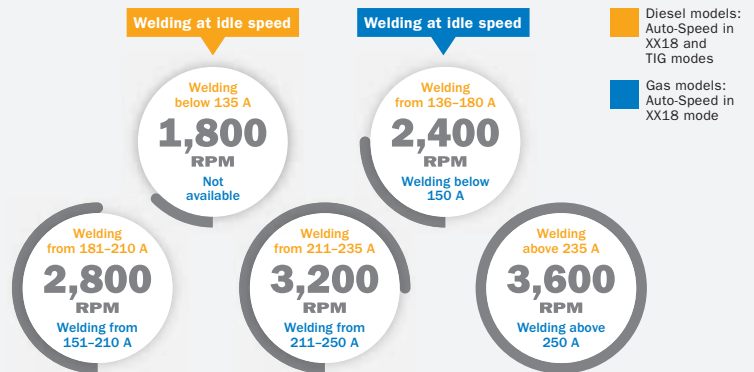 Welding at idle speed
Welding at idle speed
Diesel models:
Auto-Speed in
XX18 and
TIG modes
Gas models:
Auto-Speed in
XX18 mode
Welding
below 135 A
1,800
RPM
Not
available
Welding
from 136–180 A
2,400
RPM
Welding below
150 A
Welding
from 181–210 A
2,800
RPM
Welding from
151–210 A
Welding
from 211–235 A
3,200
RPM
Welding from
211–250 A
Welding
above 235 A
3,600
RPM
Welding above
250 A